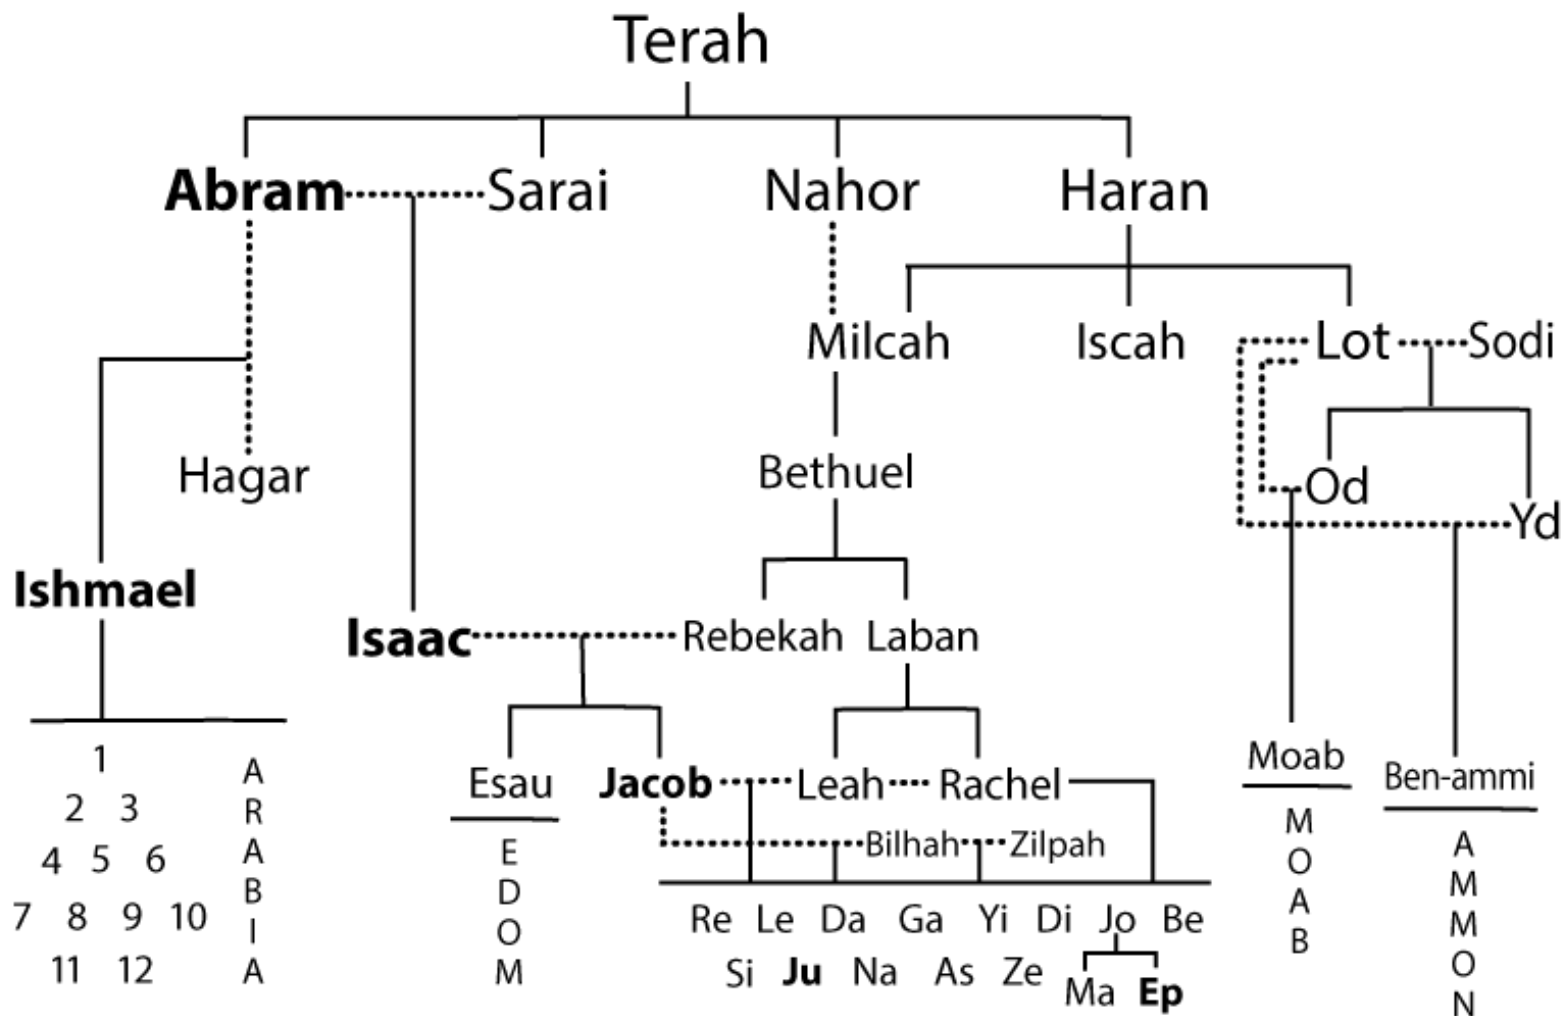 Terah
Abram Sarai Nahor Haran
Milcah Iscah Lot Sodi
Hagar Bethuel Od
Yd
Ishmael
Isaac Rebekah Laban
Esau Jacob Leah Rachel
Bilhah Zilpah
Moab Ben-ammi
1
2 3
4 5 6
7 8 9 10
11 12
A
R
A
B
I
A
E
D
O
M
Re Le Da Ga Yi Di Jo Be
Si Ju Na As Ze
Ma Ep
M
O
A
B
A
M
M
O
N